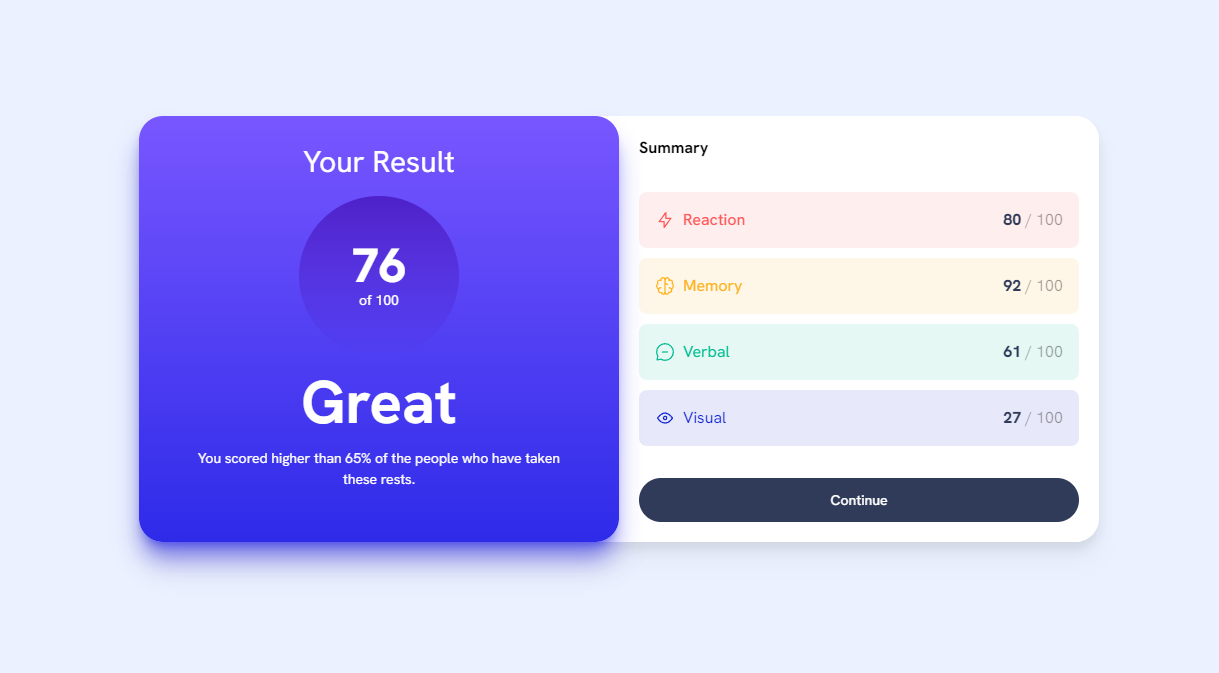 Your Result
76
of 100
Great
You scored higher than 65% of the people who have taken
these rests.
Summary
Reaction 80 / 100
Memory 92 / 100
Verbal 61 / 100
Visual 27 / 100
Continue